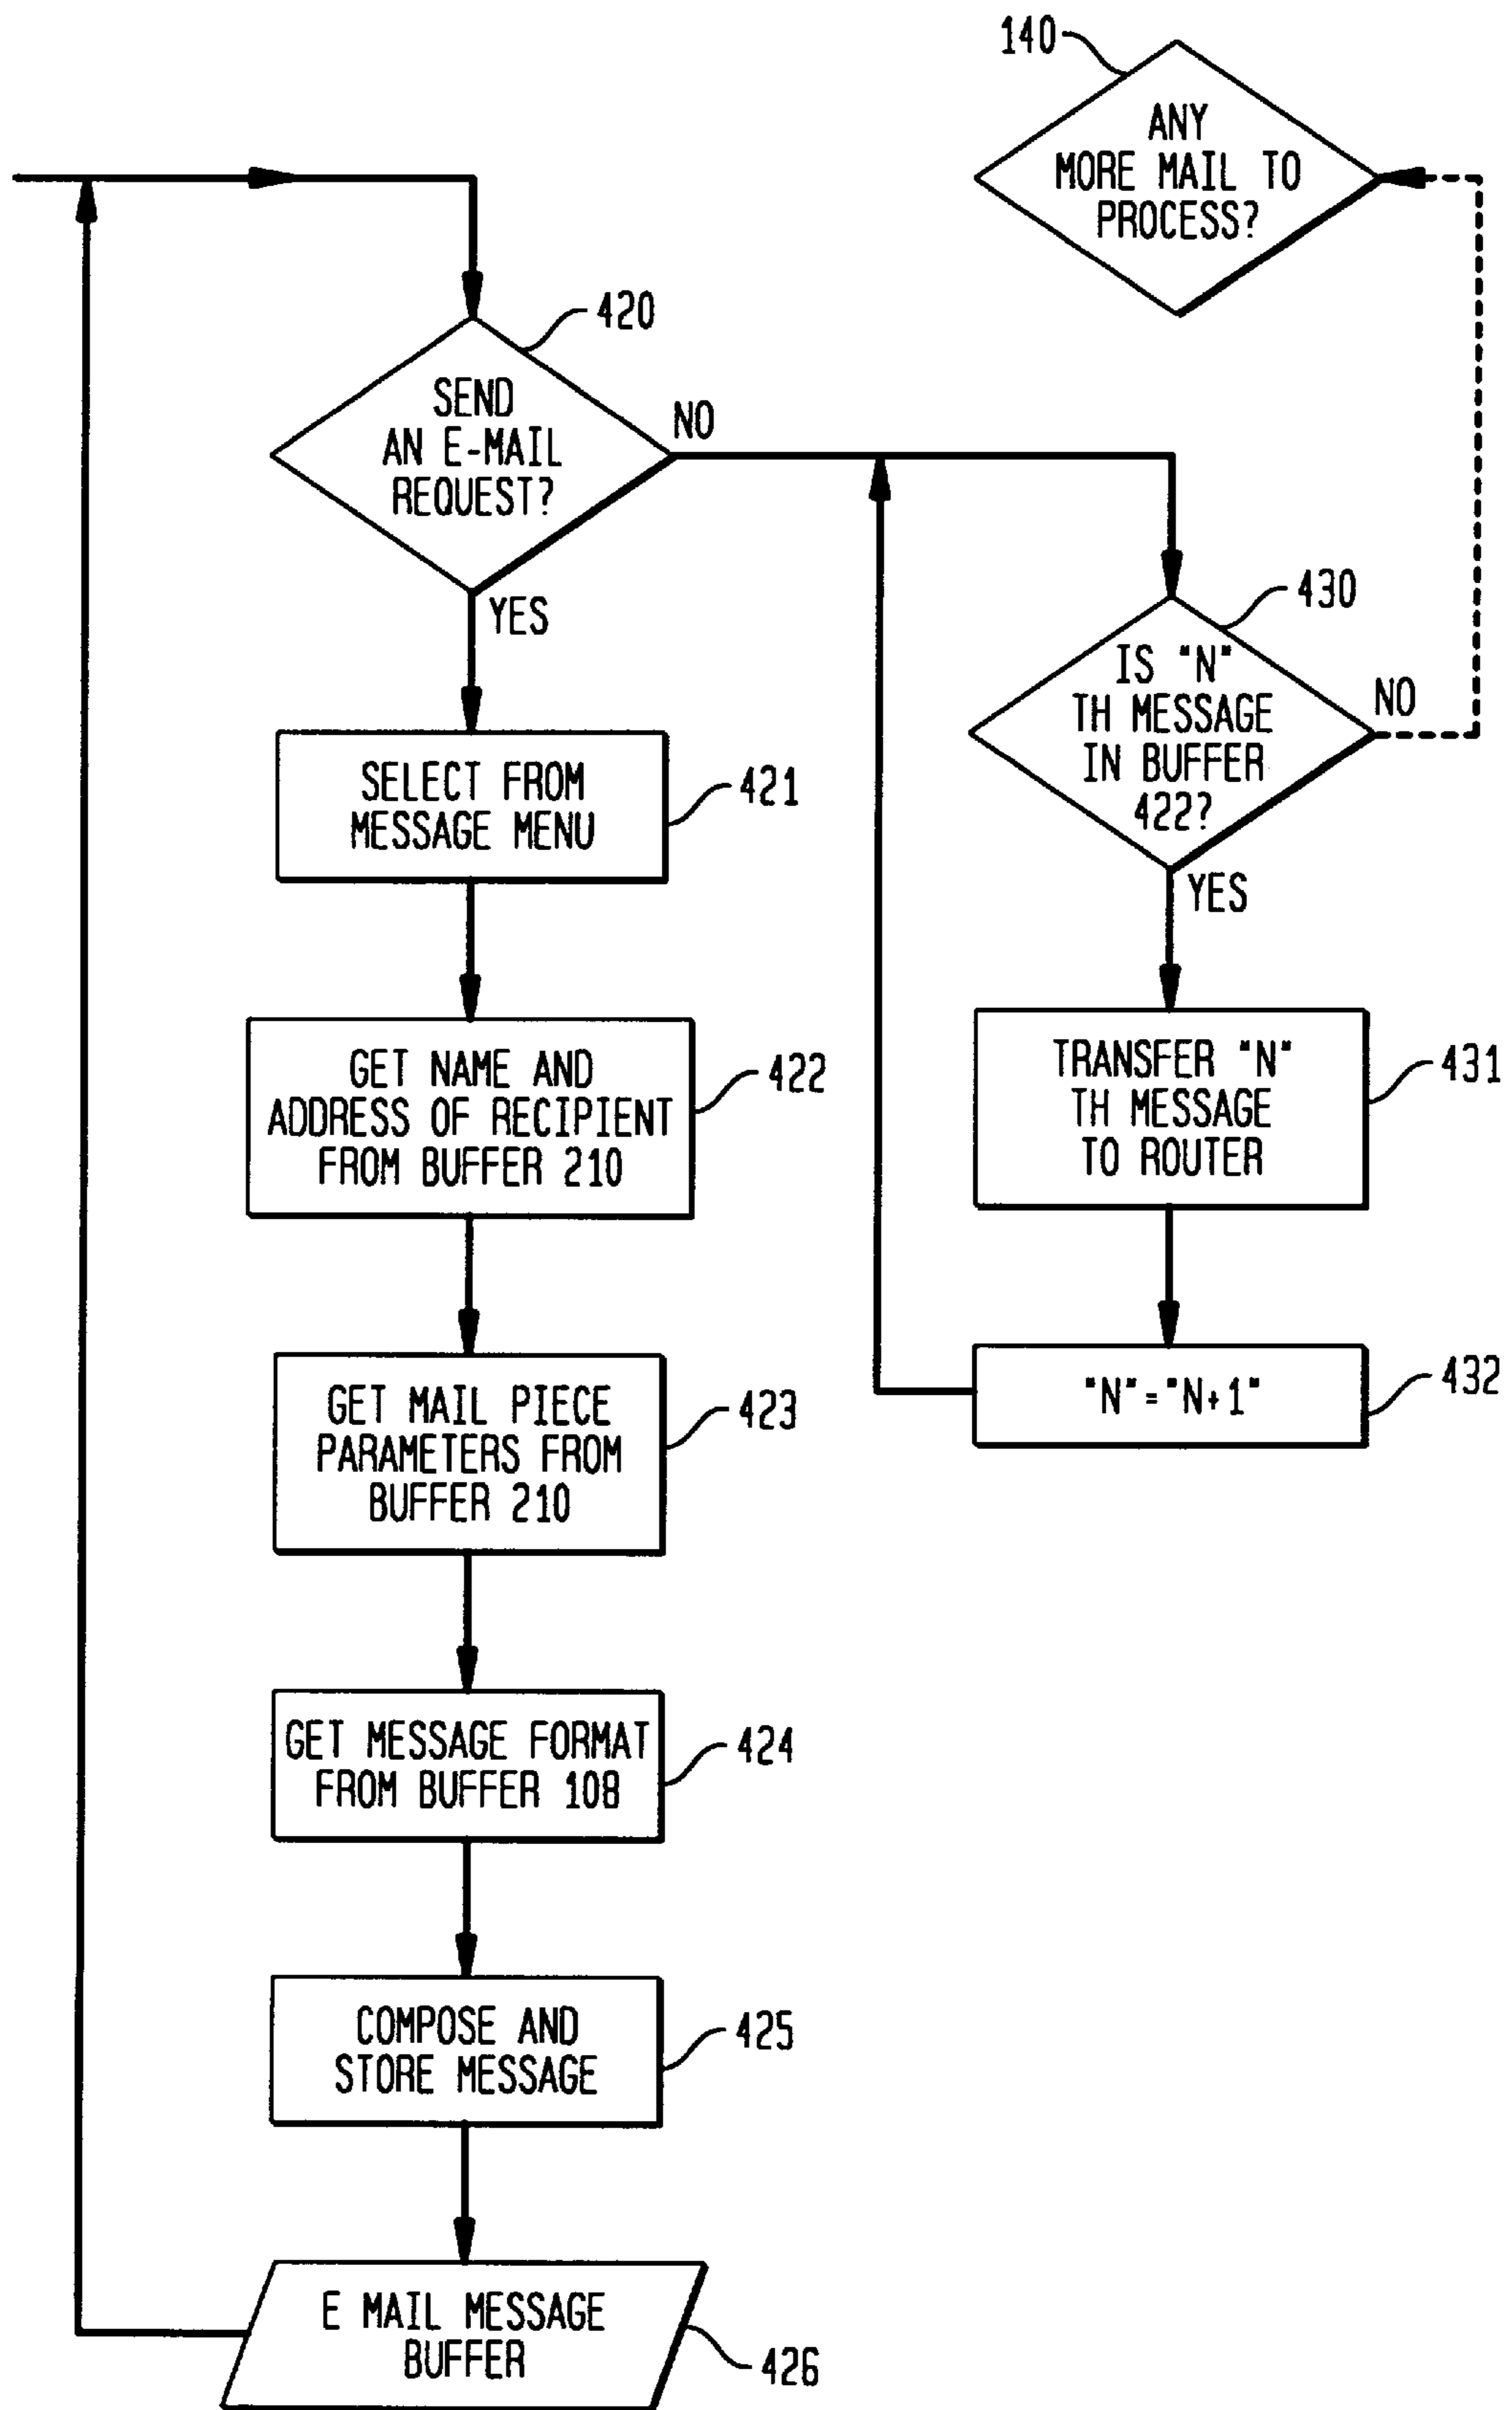 140
ANY
MORE MAIL TO
PROCESS?
420
SEND
AN E-MAIL
REQUEST?
NO
YES
421
SELECT FROM
MESSAGE MENU
422
GET NAME AND
ADDRESS OF RECIPIENT
FROM BUFFER 210
423
GET MAIL PIECE
PARAMETERS FROM
BUFFER 210
424
GET MESSAGE FORMAT
FROM BUFFER 108
425
COMPOSE AND
STORE MESSAGE
E MAIL MESSAGE
BUFFER
426
430
IS "N"
TH MESSAGE
IN BUFFER
422?
NO
YES
TRANSFER "N"
TH MESSAGE
TO ROUTER
431
"N"="N+1"
432